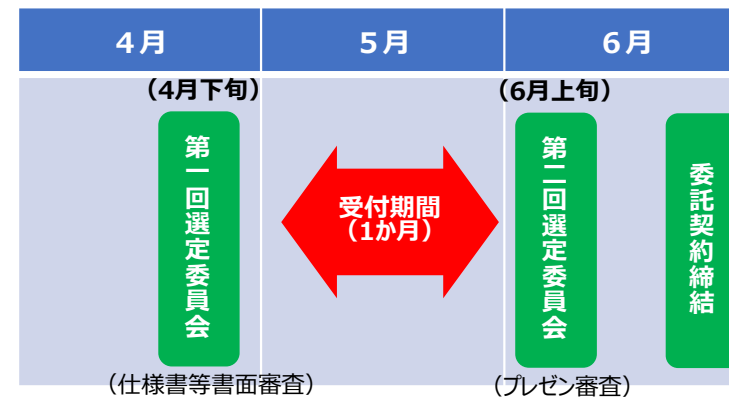 ４月
５月
６月
（4月下旬）
（6月上旬）
第一回選定委員会
受付期間
（1か月）
第二回選定委員会
委託契約締結
（仕様書等書面審査）
（プレゼン審査）